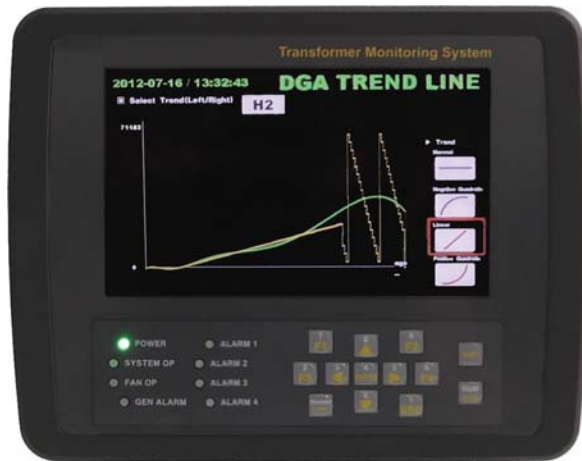 Transformer Monitoring System
2012-07-16 / 13:32:43 DGA TREND LINE
Select Trend(Left/Right) H2
71183
Trend
Normal
Negative Quadratic
Linear
Positive Quadratic
0
POWER ALARM 1
SYSTEM OP ALARM 2
FAN OP ALARM 3
GEN ALARM ALARM 4
F1